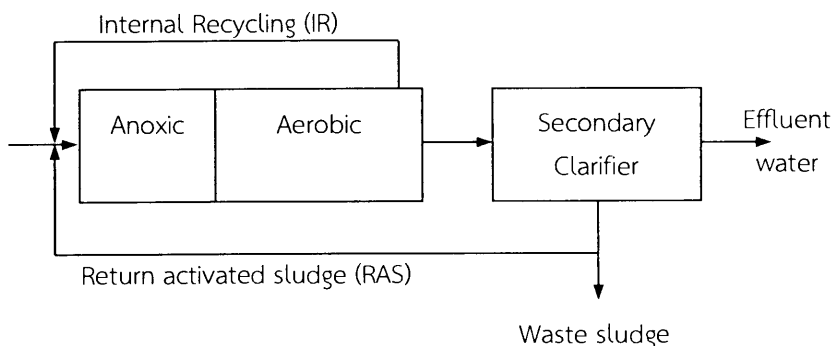 Internal Recycling (IR)
Anoxic
Aerobic
Secondary
Clarifier
Effluent
water
Return activated sludge (RAS)
Waste sludge